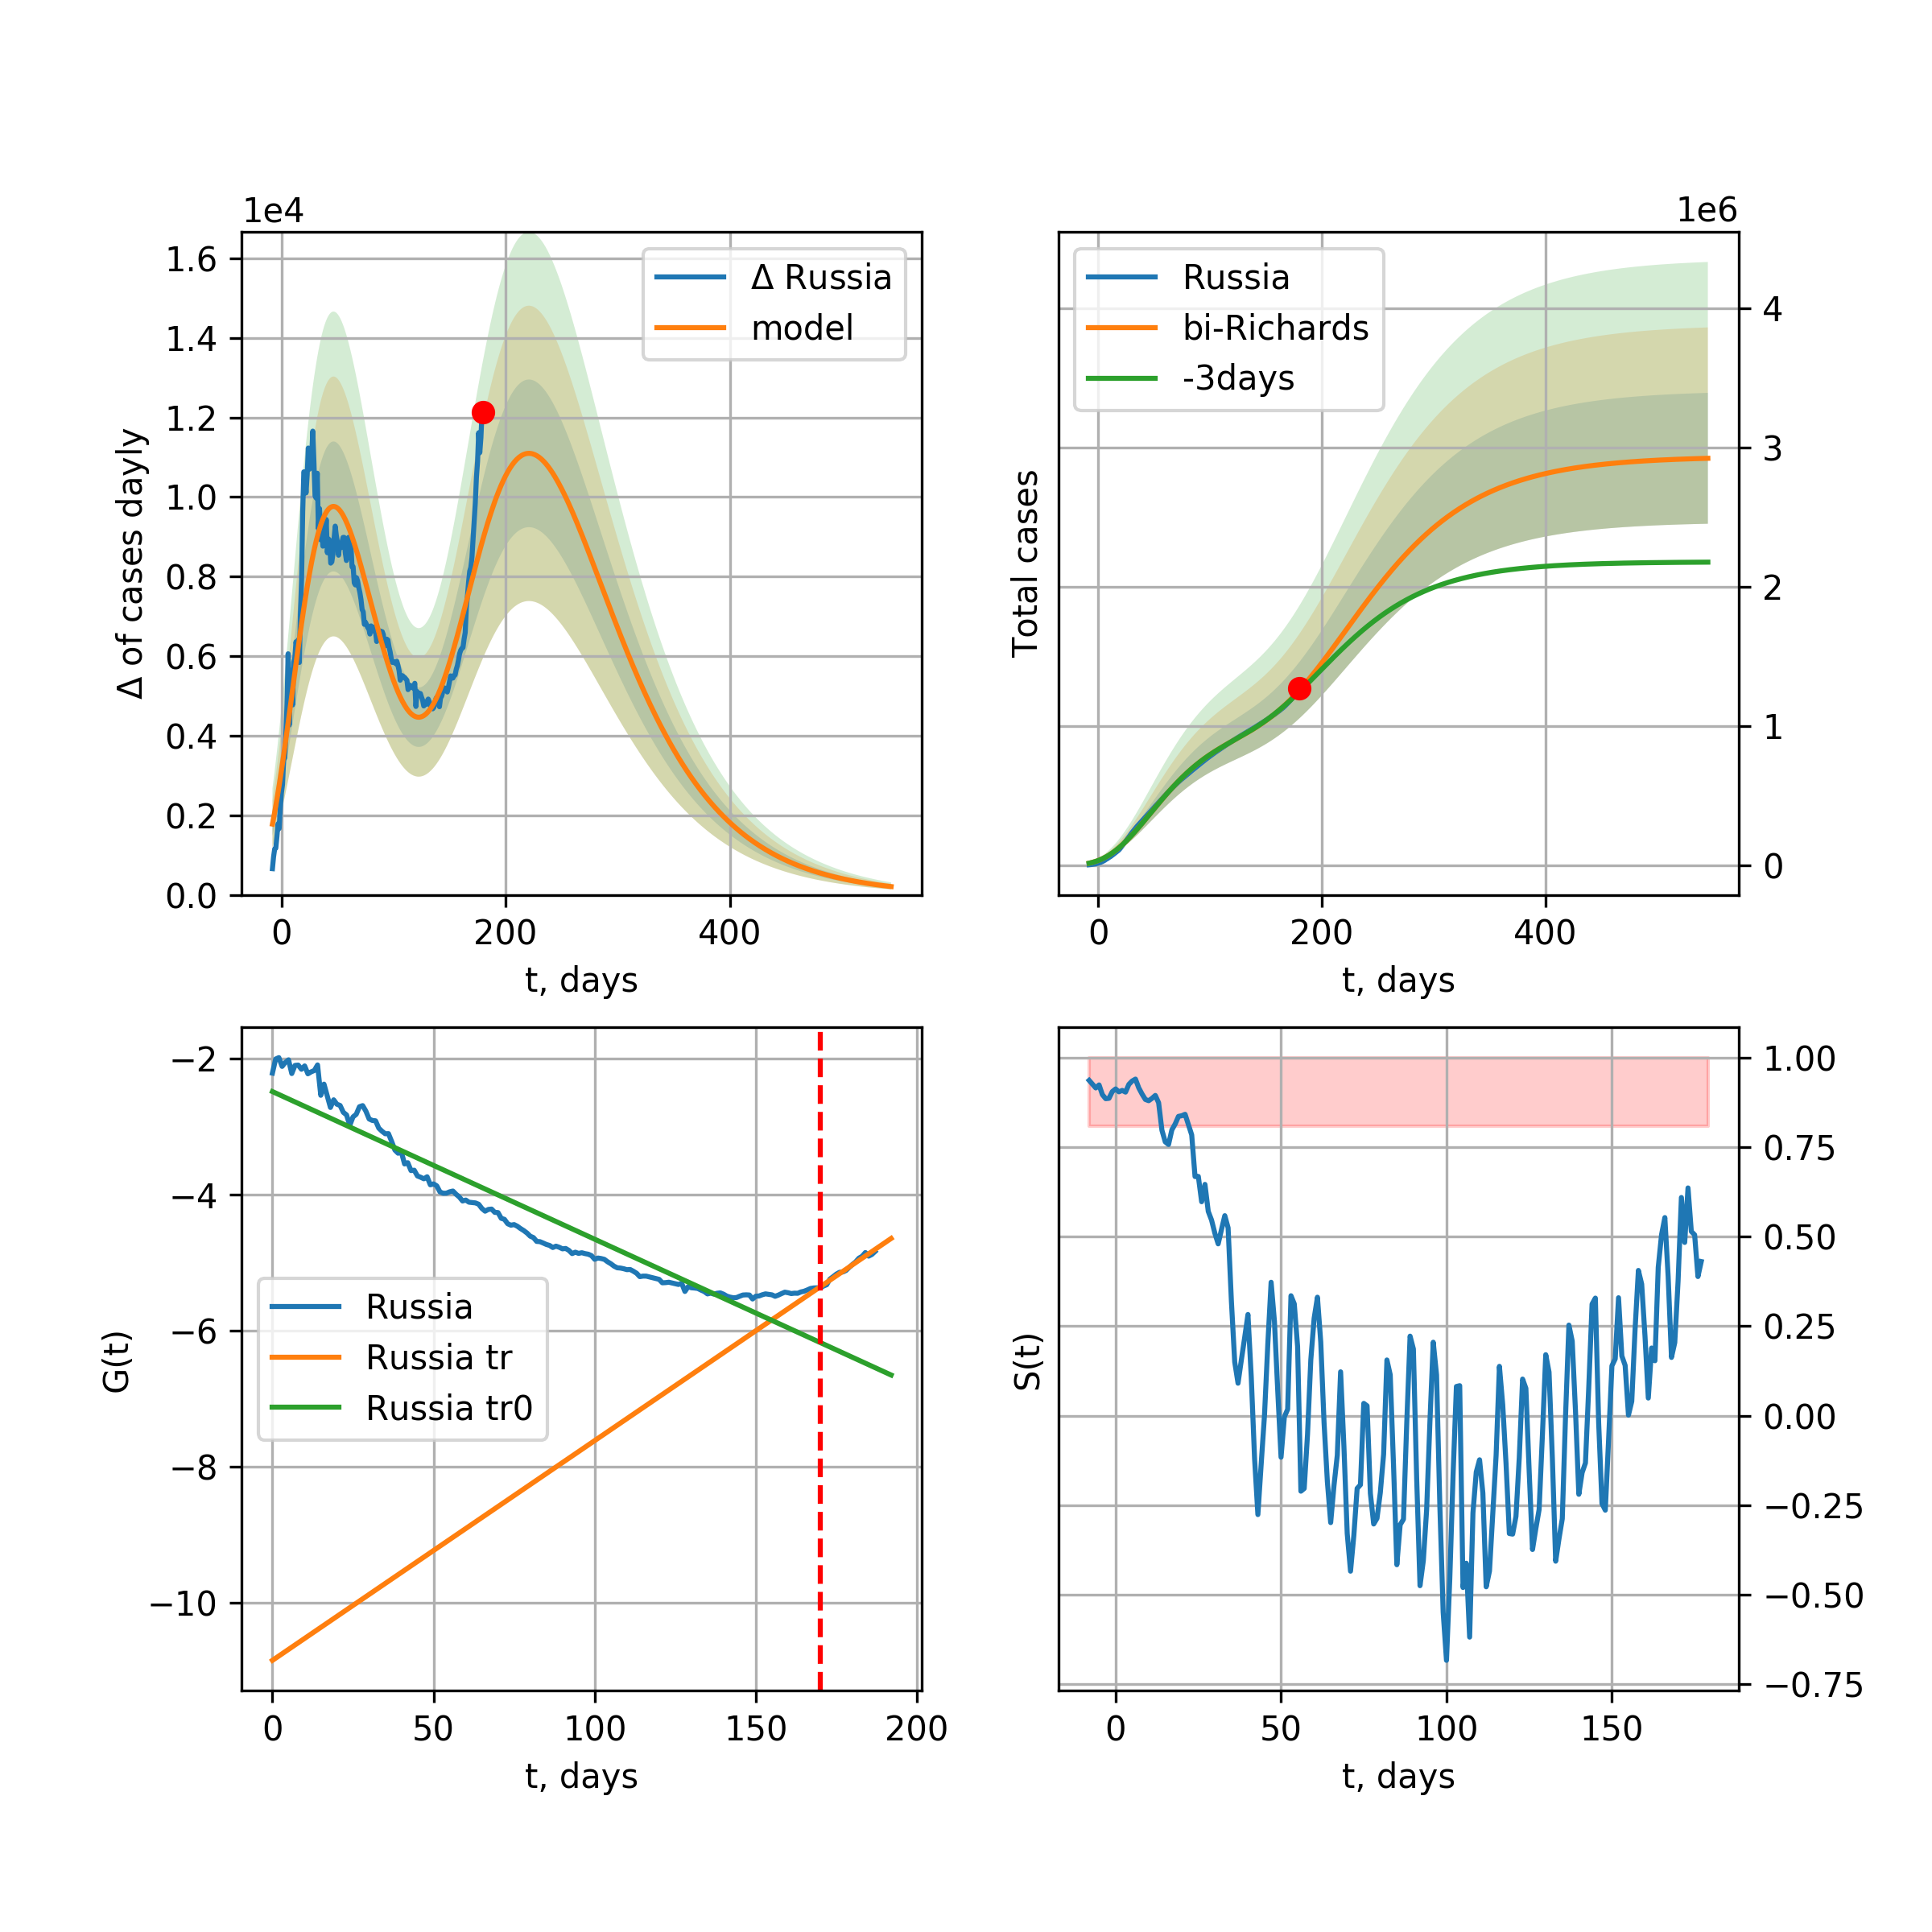 1e4
1.6
1.4
1.2
1.0
0.8
0.6
0.4
0.2
0.0
Δ of cases dayly
Δ Russia
model
0 200 400
t, days
1e6
Russia
bi-Richards
-3days
Total cases
4
3
2
1
0
0 200 400
t, days
−2
−4
−6
−8
−10
G(t)
Russia
Russia tr
Russia tr0
0 50 100 150 200
t, days
S(t)
1.00
0.75
0.50
0.25
0.00
−0.25
−0.50
−0.75
0 50 100 150
t, days